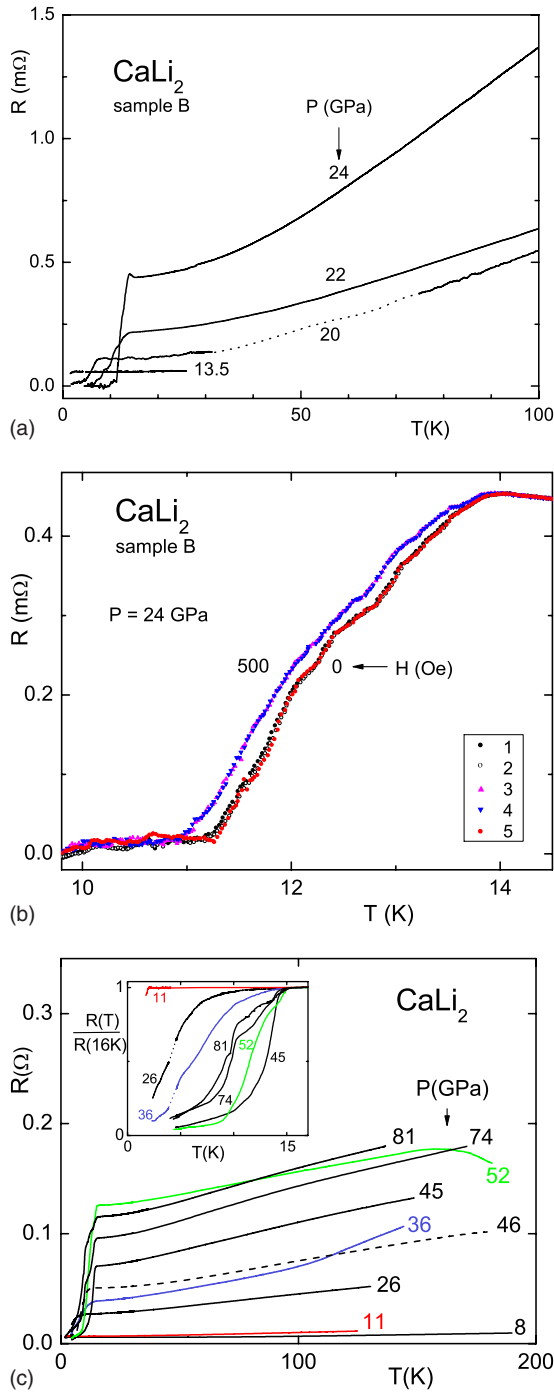 1.5
CaLi₂
sample B
P (GPa)
24
22
20
13.5
1.0
0.5
0.0
R (mΩ)
0
50
100
T(K)
(a)
CaLi₂
sample B
P = 24 GPa
500
0
H (Oe)
1
2
3
4
5
0.4
0.2
0.0
R (mΩ)
10
12
14
T (K)
(b)
CaLi₂
P(GPa)
81
74
52
45
36
46
26
11
8
1
R(T)
R(16K)
0
11
26
36
81
52
45
74
5
15
T(K)
0.3
0.2
0.1
0.0
R(Ω)
0
100
200
T(K)
(c)